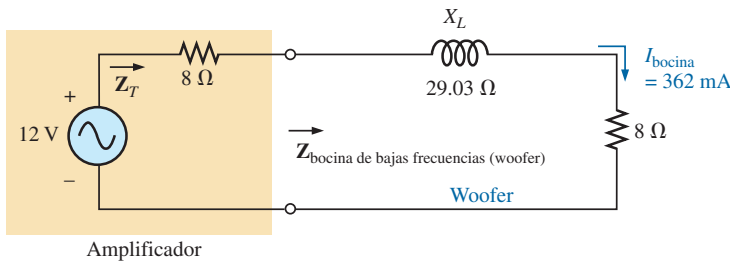 X_L
I_bocina
= 362 mA
Z_T
8 Ω
29.03 Ω
+
12 V
–
8 Ω
Z_bocina de bajas frecuencias (woofer)
Woofer
Amplificador